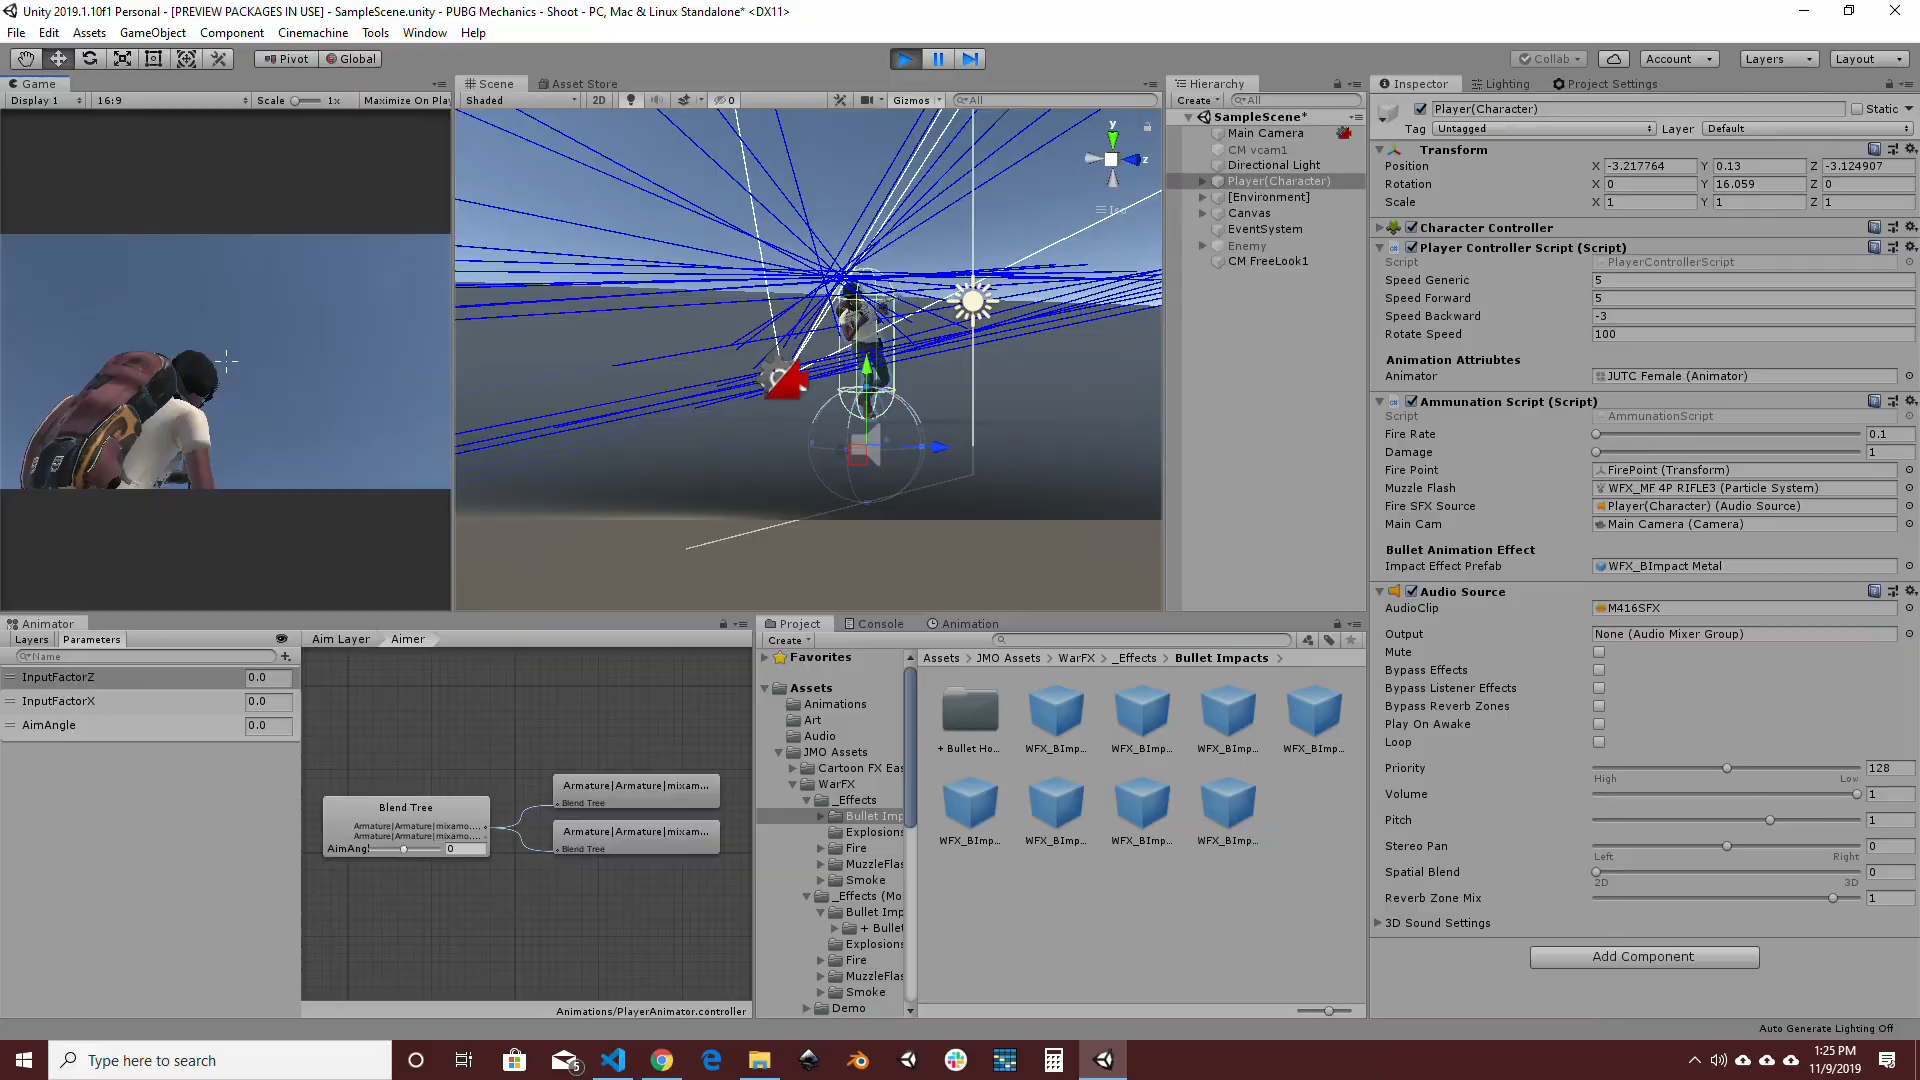 Unity 2019.1.10f1 Personal - [PREVIEW PACKAGES IN USE] - SampleScene.unity - PUBG Mechanics - Shoot - PC, Mac & Linux Standalone* <DX11>
File Edit Assets GameObject Component Cinemachine Tools Window Help
Pivot Global Collab Account Layers Layout
Game
Display 1 16:9 Scale 1x Maximize On Play
Scene Asset Store
Shaded 2D 0 Gizmos All
y
z
Iso
Hierarchy
Create All
SampleScene*
Main Camera
CM vcam1
Directional Light
Player(Character)
[Environment]
Canvas
EventSystem
Enemy
CM FreeLook1
Inspector Lighting Project Settings
Player(Character) Static
Tag Untagged Layer Default
Transform
Position X -3.217764 Y 0.13 Z -3.124907
Rotation X 0 Y 16.059 Z 0
Scale X 1 Y 1 Z 1
Character Controller
Player Controller Script (Script)
Script PlayerControllerScript
Speed Generic 5
Speed Forward 5
Speed Backward -3
Rotate Speed 100
Animation Attriubtes
Animator JUTC Female (Animator)
Ammunation Script (Script)
Script AmmunationScript
Fire Rate 0.1
Damage 1
Fire Point FirePoint (Transform)
Muzzle Flash WFX_MF 4P RIFLE3 (Particle System)
Fire SFX Source Player(Character) (Audio Source)
Main Cam Main Camera (Camera)
Bullet Animation Effect
Impact Effect Prefab WFX_BImpact Metal
Audio Source
AudioClip M416SFX
Output None (Audio Mixer Group)
Mute
Bypass Effects
Bypass Listener Effects
Bypass Reverb Zones
Play On Awake
Loop
Priority 128
High Low
Volume 1
Pitch 1
Stereo Pan 0
Left Right
Spatial Blend 0
2D 3D
Reverb Zone Mix 1
3D Sound Settings
Add Component
Animator
Layers Parameters Aim Layer Aimer
Name
InputFactorZ 0.0
InputFactorX 0.0
AimAngle 0.0
Blend Tree
Armature|Armature|mixamo....
Armature|Armature|mixamo....
AimAngl 0
Armature|Armature|mixam...
Blend Tree
Armature|Armature|mixam...
Blend Tree
Animations/PlayerAnimator.controller
Project Console Animation
Create
Favorites
Assets
Animations
Art
Audio
JMO Assets
Cartoon FX Eas
WarFX
_Effects
Bullet Imp
Explosions
Fire
MuzzleFlas
Smoke
_Effects (Mo
Bullet Imp
+ Bullet
Explosions
Fire
MuzzleFlas
Smoke
Demo
Assets JMO Assets WarFX _Effects Bullet Impacts
+ Bullet Ho... WFX_BImp... WFX_BImp... WFX_BImp... WFX_BImp...
WFX_BImp... WFX_BImp... WFX_BImp... WFX_BImp...
Auto Generate Lighting Off
Type here to search
5
1:25 PM
11/9/2019